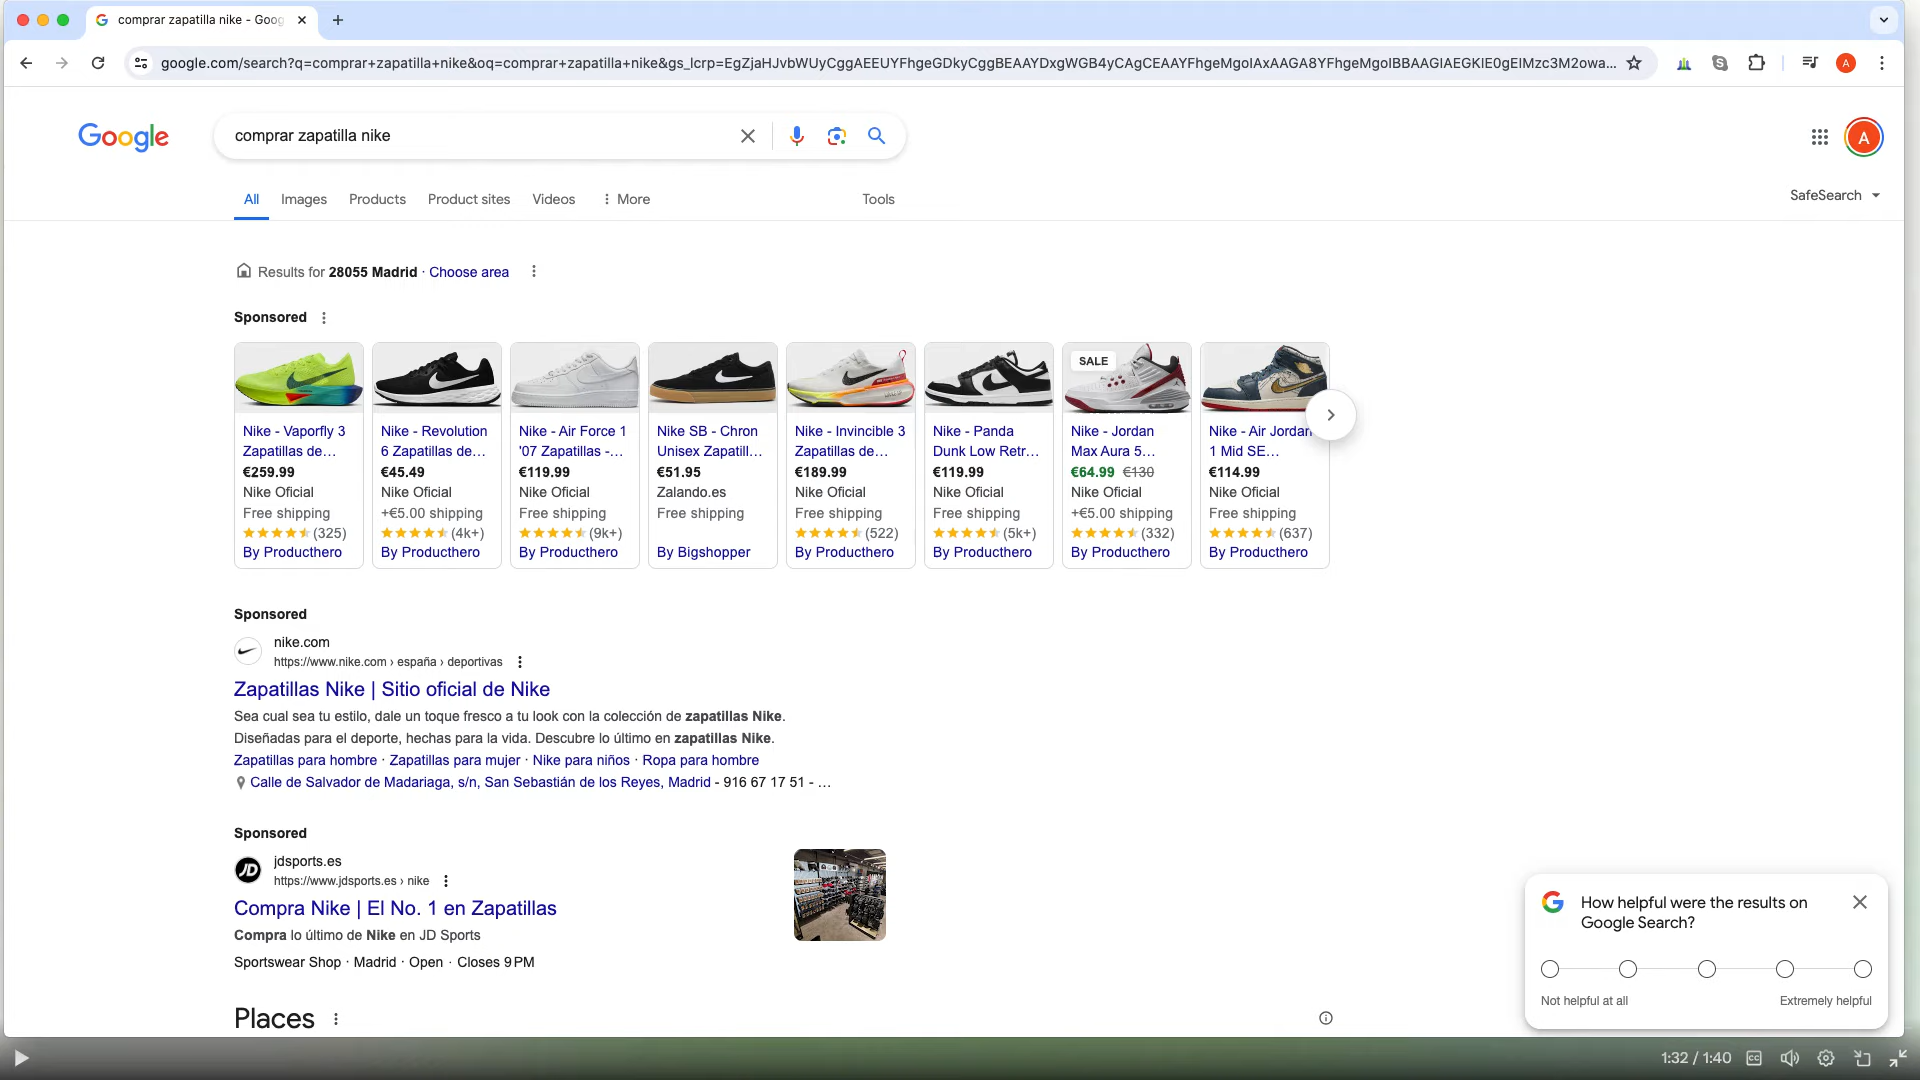 comprar zapatilla nike - Goog
google.com/search?q=comprar+zapatilla+nike&oq=comprar+zapatilla+nike&gs_lcrp=EgZjaHJvbWUyCggAEEUYFhgeGDkyCggBEAAYDxgWGB4yCAgCEAAYFhgeMgoIAxAAGA8YFhgeMgoIBBAAGIAEGKIE0gEIMzc3M2owa...
A
Google
comprar zapatilla nike
A
All Images Products Product sites Videos More Tools
SafeSearch
Results for 28055 Madrid · Choose area
Sponsored
SALE
Nike - Vaporfly 3
Zapatillas de...
€259.99
Nike Oficial
Free shipping
(325)
By Producthero
Nike - Revolution
6 Zapatillas de...
€45.49
Nike Oficial
+€5.00 shipping
(4k+)
By Producthero
Nike - Air Force 1
'07 Zapatillas -...
€119.99
Nike Oficial
Free shipping
(9k+)
By Producthero
Nike SB - Chron
Unisex Zapatill...
€51.95
Zalando.es
Free shipping
By Bigshopper
Nike - Invincible 3
Zapatillas de...
€189.99
Nike Oficial
Free shipping
(522)
By Producthero
Nike - Panda
Dunk Low Retr...
€119.99
Nike Oficial
Free shipping
(5k+)
By Producthero
Nike - Jordan
Max Aura 5...
€64.99 €130
Nike Oficial
+€5.00 shipping
(332)
By Producthero
Nike - Air Jordan
1 Mid SE...
€114.99
Nike Oficial
Free shipping
(637)
By Producthero
Sponsored
nike.com
https://www.nike.com › españa › deportivas
Zapatillas Nike | Sitio oficial de Nike
Sea cual sea tu estilo, dale un toque fresco a tu look con la colección de zapatillas Nike.
Diseñadas para el deporte, hechas para la vida. Descubre lo último en zapatillas Nike.
Zapatillas para hombre · Zapatillas para mujer · Nike para niños · Ropa para hombre
Calle de Salvador de Madariaga, s/n, San Sebastián de los Reyes, Madrid - 916 67 17 51 - ...
Sponsored
JD
jdsports.es
https://www.jdsports.es › nike
Compra Nike | El No. 1 en Zapatillas
Compra lo último de Nike en JD Sports
Sportswear Shop · Madrid · Open · Closes 9 PM
Places
How helpful were the results on
Google Search?
Not helpful at all Extremely helpful
1:32 / 1:40
CC